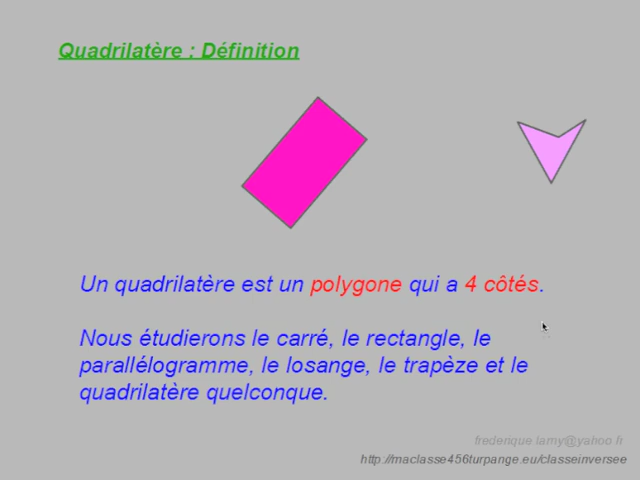 Quadrilatère : Définition
Un quadrilatère est un polygone qui a 4 côtés.
Nous étudierons le carré, le rectangle, le
parallélogramme, le losange, le trapèze et le
quadrilatère quelconque.
frederique.lamy@yahoo.fr
http://maclasse456turpange.eu/classeinversee